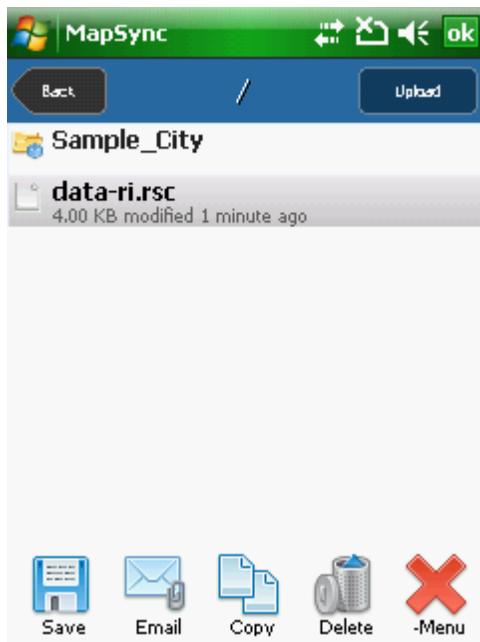 MapSync ok
Back / Upload
Sample_City
data-ri.rsc
4.00 KB modified 1 minute ago
Save Email Copy Delete -Menu